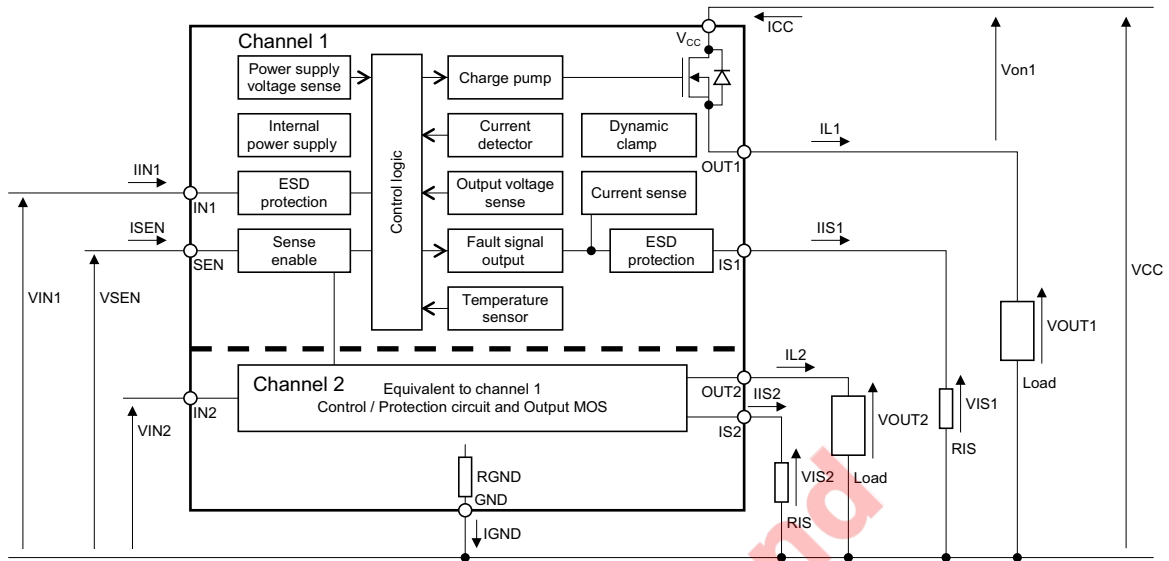 ICC
Channel 1
VCC
Power supply
voltage sense
Charge pump
Von1
Internal
power supply
Current
detector
Dynamic
clamp
IL1
OUT1
IIN1
ESD
protection
Control logic
Output voltage
sense
Current sense
IN1
ISEN
Sense
enable
Fault signal
output
ESD
protection
IIS1
SEN
IS1
VCC
VIN1
VSEN
Temperature
sensor
VOUT1
IL2
Channel 2
Equivalent to channel 1
Control / Protection circuit and Output MOS
OUT2
Load
IIS2
IN2
VIS1
VOUT2
IS2
VIN2
RIS
RGND
VIS2
Load
GND
RIS
IGND
nd